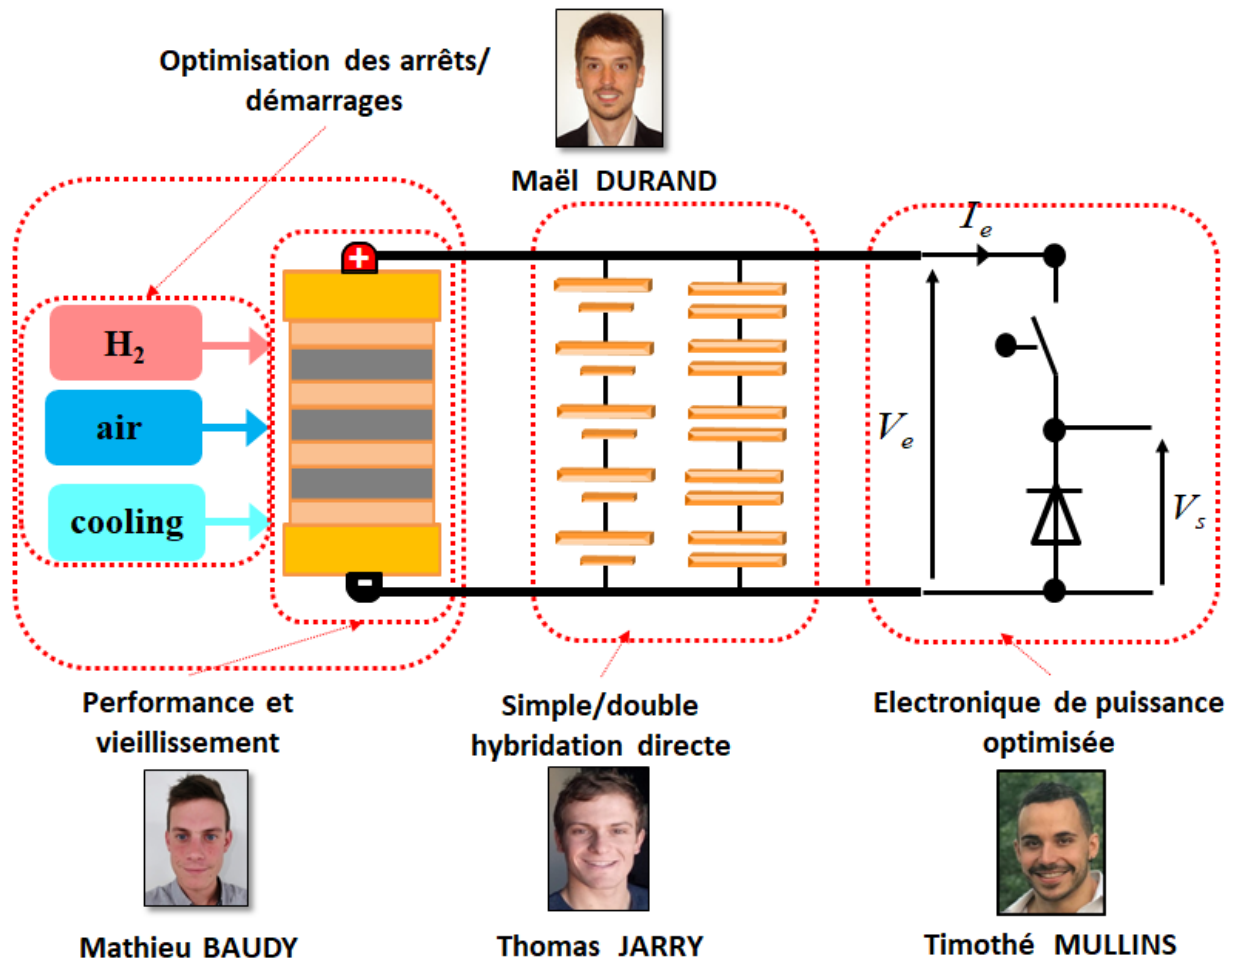 Optimisation des arrêts/
démarrages
Maël DURAND
H2
air
cooling
+
-
Ie
Ve
Vs
Performance et
vieillissement
Simple/double
hybridation directe
Electronique de puissance
optimisée
Mathieu BAUDY
Thomas JARRY
Timothé MULLINS